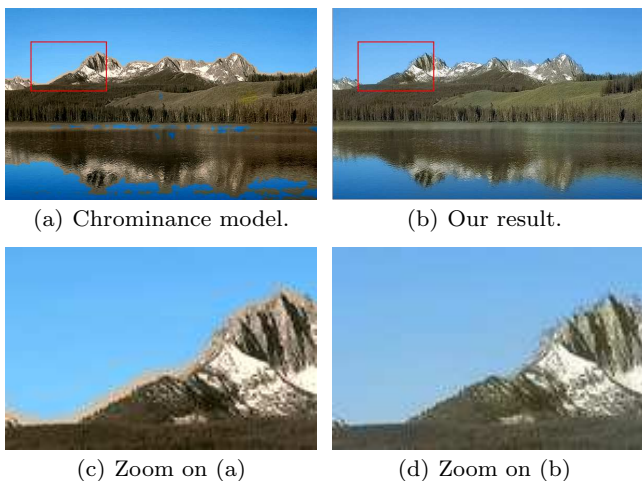 (a) Chrominance model.
(b) Our result.
(c) Zoom on (a)
(d) Zoom on (b)